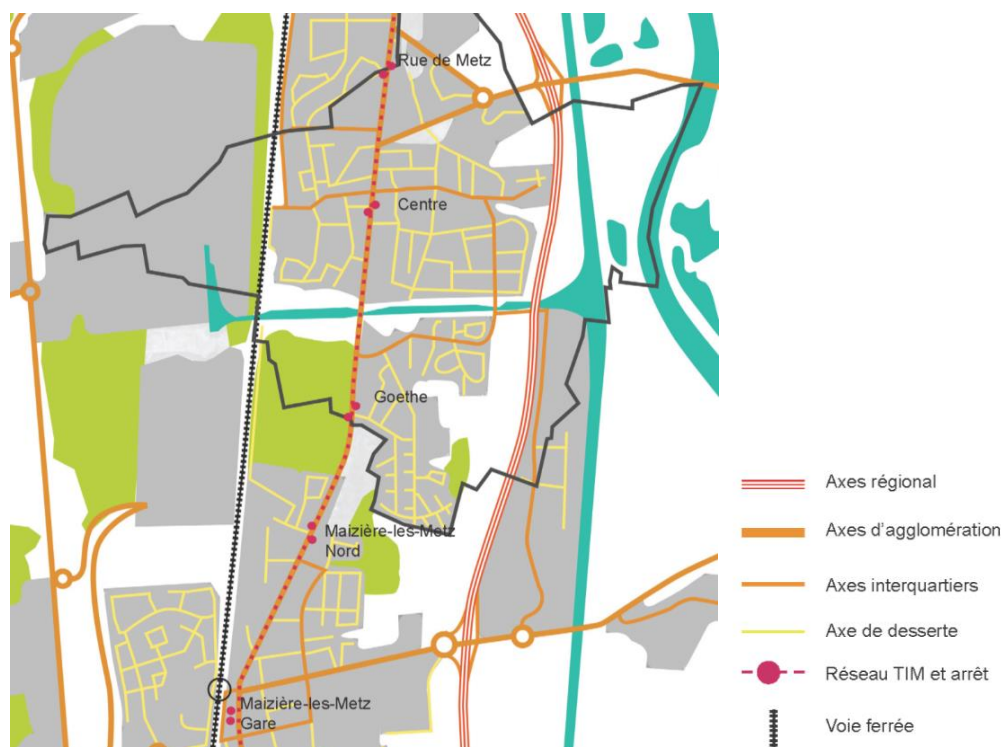 Rue de Metz
Centre
Goethe
Maizière-les-Metz
Nord
Maizière-les-Metz
Gare
Axes régional
Axes d'agglomération
Axes interquartiers
Axe de desserte
Réseau TIM et arrêt
Voie ferrée